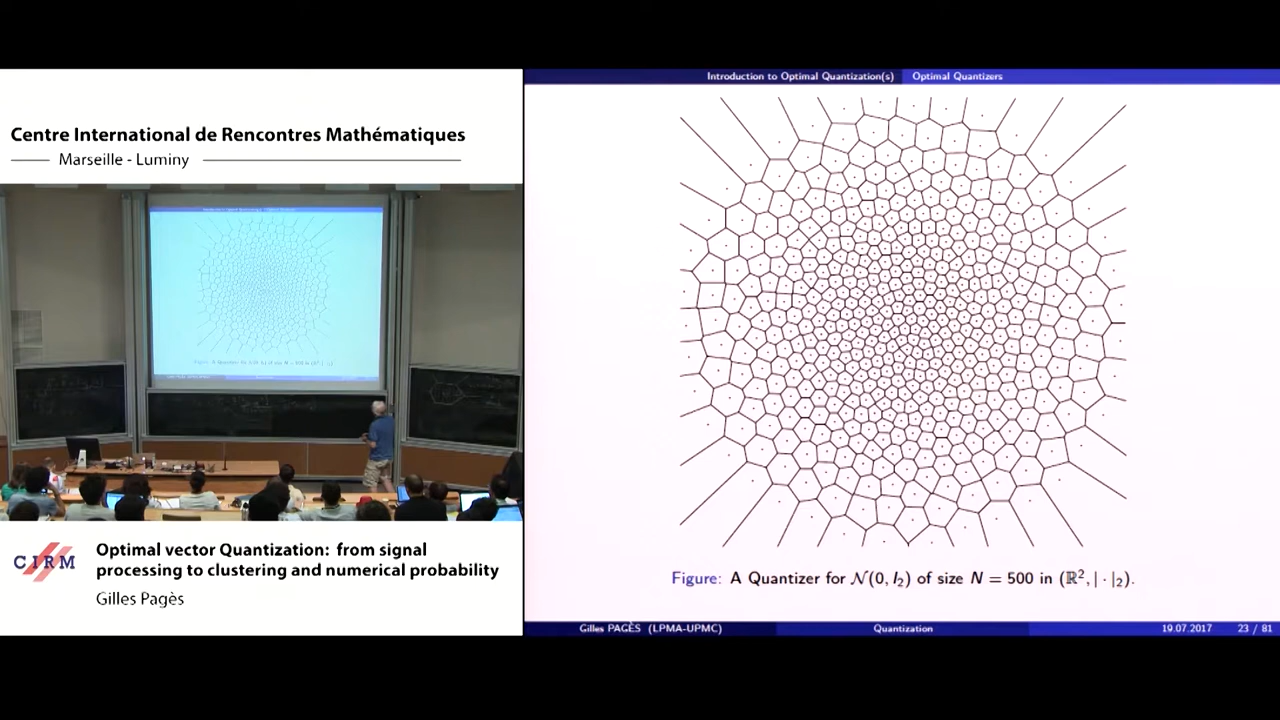 Centre International de Rencontres Mathématiques
Marseille - Luminy
CIRM
Optimal vector Quantization: from signal
processing to clustering and numerical probability
Gilles Pagès
Introduction to Optimal Quantization(s) Optimal Quantizers
Figure: A Quantizer for 𝒩(0, I₂) of size N = 500 in (ℝ², | · |₂).
Gilles PAGÈS (LPMA-UPMC) Quantization 19.07.2017 23 / 81